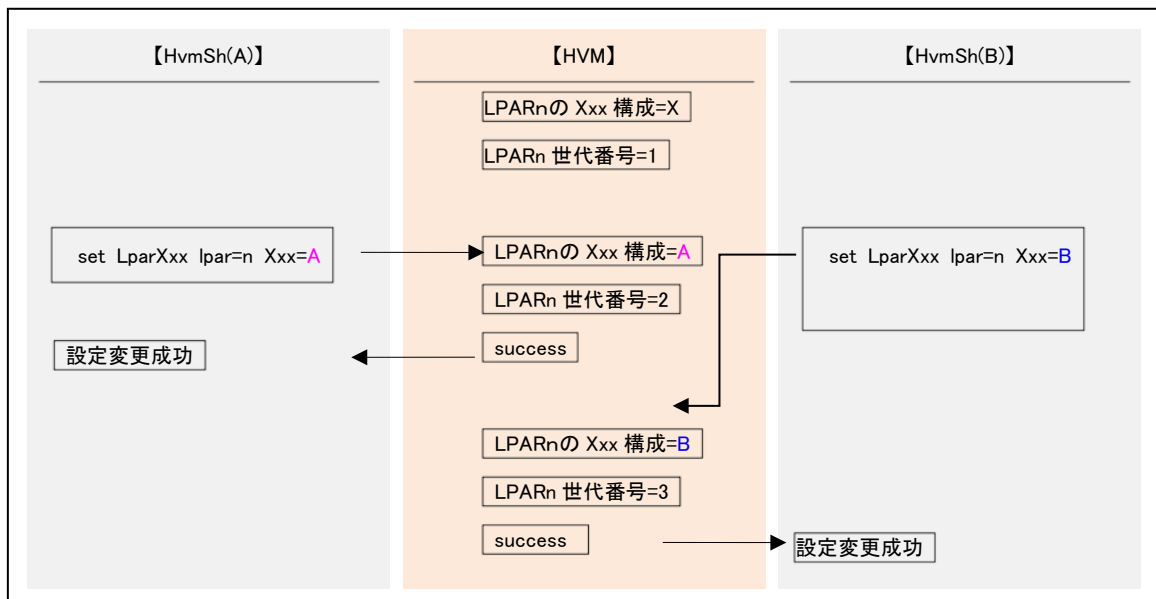 【HvmSh(A)】
【HVM】
【HvmSh(B)】
LPARnの Xxx 構成=X
LPARn 世代番号=1
set LparXxx lpar=n Xxx=A
LPARnの Xxx 構成=A
set LparXxx lpar=n Xxx=B
LPARn 世代番号=2
success
設定変更成功
LPARnの Xxx 構成=B
LPARn 世代番号=3
success
設定変更成功